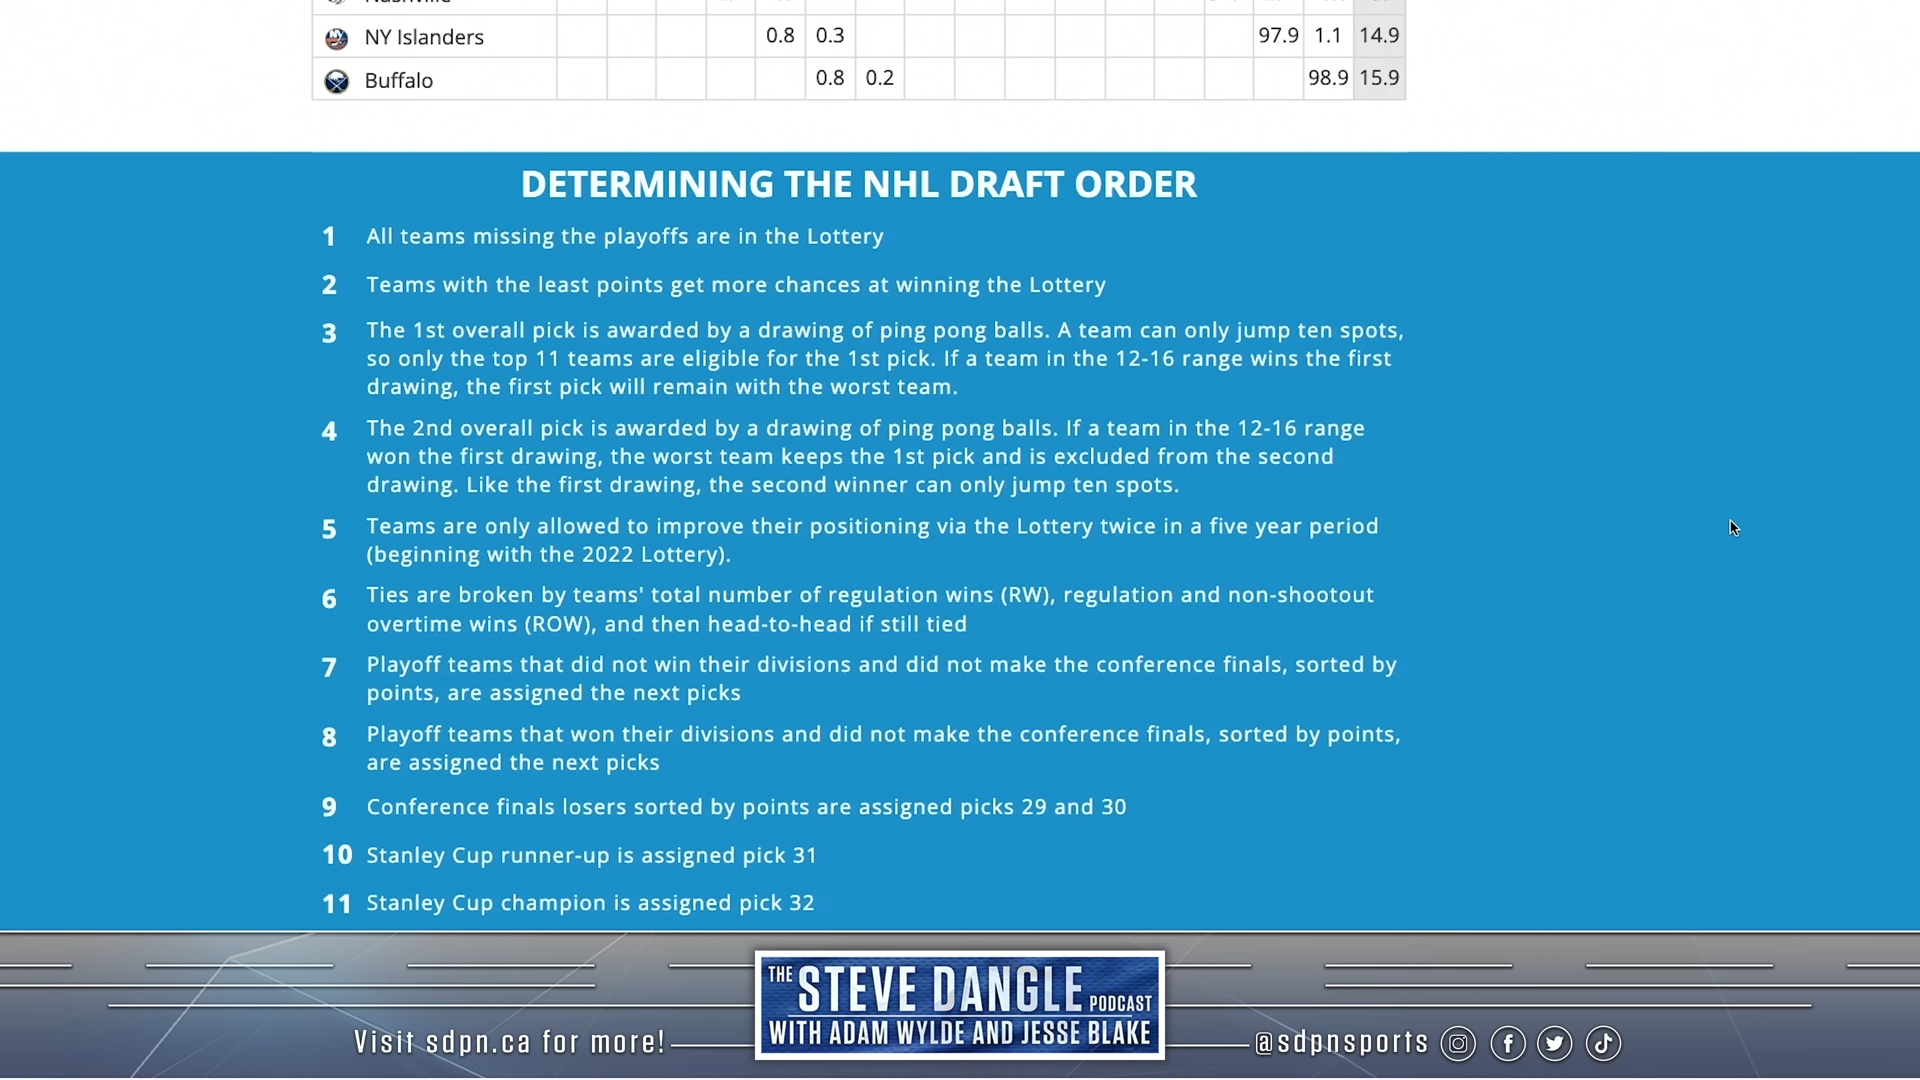 NY Islanders 0.8 0.3 97.9 1.1 14.9
Buffalo 0.8 0.2 98.9 15.9
DETERMINING THE NHL DRAFT ORDER
1 All teams missing the playoffs are in the Lottery
2 Teams with the least points get more chances at winning the Lottery
3 The 1st overall pick is awarded by a drawing of ping pong balls. A team can only jump ten spots,
so only the top 11 teams are eligible for the 1st pick. If a team in the 12-16 range wins the first
drawing, the first pick will remain with the worst team.
4 The 2nd overall pick is awarded by a drawing of ping pong balls. If a team in the 12-16 range
won the first drawing, the worst team keeps the 1st pick and is excluded from the second
drawing. Like the first drawing, the second winner can only jump ten spots.
5 Teams are only allowed to improve their positioning via the Lottery twice in a five year period
(beginning with the 2022 Lottery).
6 Ties are broken by teams' total number of regulation wins (RW), regulation and non-shootout
overtime wins (ROW), and then head-to-head if still tied
7 Playoff teams that did not win their divisions and did not make the conference finals, sorted by
points, are assigned the next picks
8 Playoff teams that won their divisions and did not make the conference finals, sorted by points,
are assigned the next picks
9 Conference finals losers sorted by points are assigned picks 29 and 30
10 Stanley Cup runner-up is assigned pick 31
11 Stanley Cup champion is assigned pick 32
THE STEVE DANGLE PODCAST
WITH ADAM WYLDE AND JESSE BLAKE
Visit sdpn.ca for more!
@sdpnsports